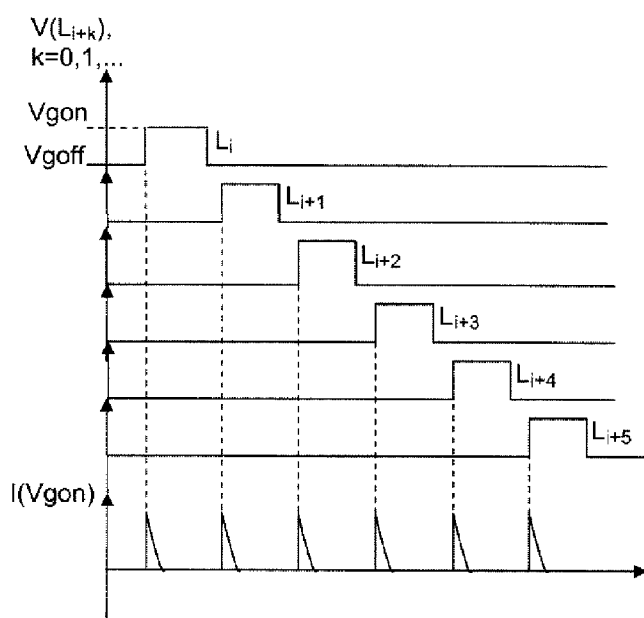 V(Li+k),
k=0,1,...
Vgon
Li
Vgoff
Li+1
Li+2
Li+3
Li+4
Li+5
I(Vgon)